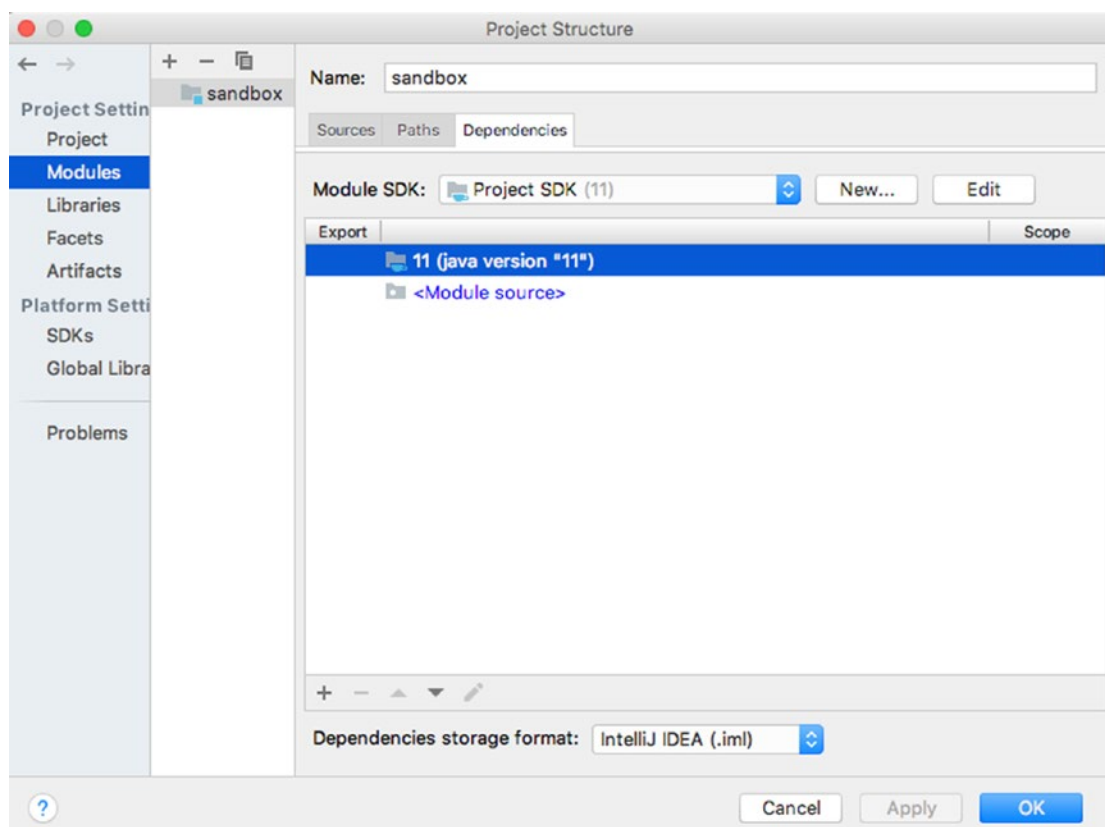 Project Structure
Name: sandbox
sandbox
Project Settin
Project
Modules
Libraries
Facets
Artifacts
Platform Setti
SDKs
Global Libra
Problems
Sources Paths Dependencies
Module SDK: Project SDK (11) New... Edit
Export Scope
11 (java version "11")
<Module source>
Dependencies storage format: IntelliJ IDEA (.iml)
? Cancel Apply OK